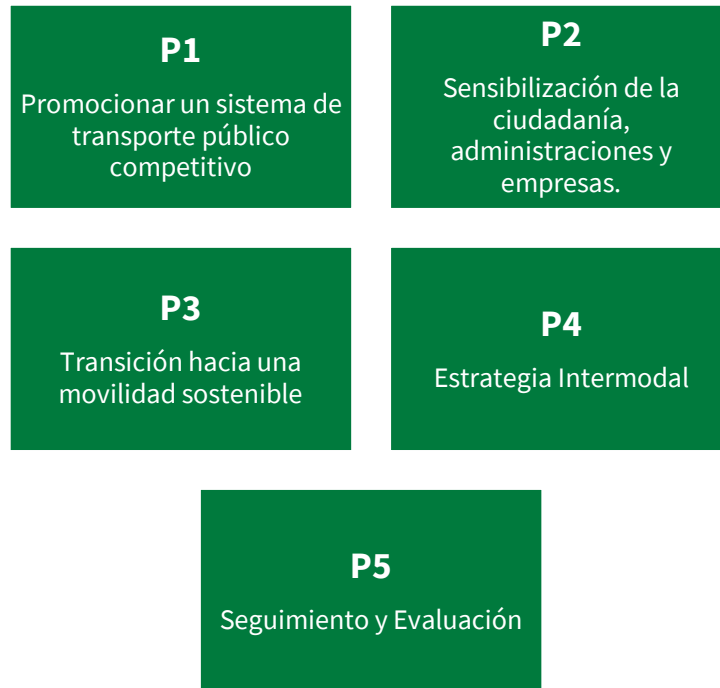 P1
Promocionar un sistema de
transporte público
competitivo
P2
Sensibilización de la
ciudadanía,
administraciones y
empresas.
P3
Transición hacia una
movilidad sostenible
P4
Estrategia Intermodal
P5
Seguimiento y Evaluación